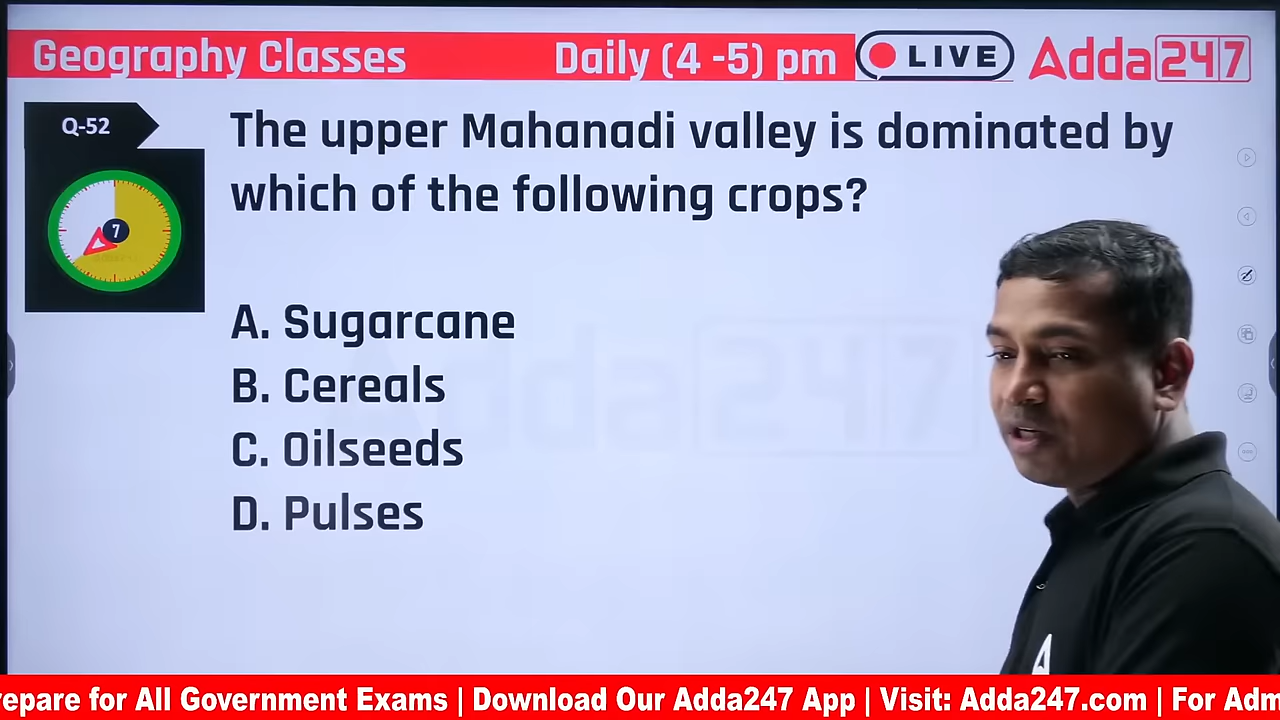 Geography Classes Daily (4 -5) pm LIVE Adda247
Q-52
The upper Mahanadi valley is dominated by
which of the following crops?
7
A. Sugarcane
B. Cereals
C. Oilseeds
D. Pulses
Adda247
repare for All Government Exams | Download Our Adda247 App | Visit: Adda247.com | For Adm